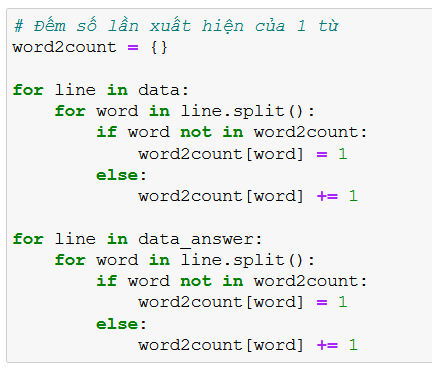 # Đếm số lần xuất hiện của 1 từ
word2count = {}

for line in data:
    for word in line.split():
        if word not in word2count:
            word2count[word] = 1
        else:
            word2count[word] += 1

for line in data_answer:
    for word in line.split():
        if word not in word2count:
            word2count[word] = 1
        else:
            word2count[word] += 1